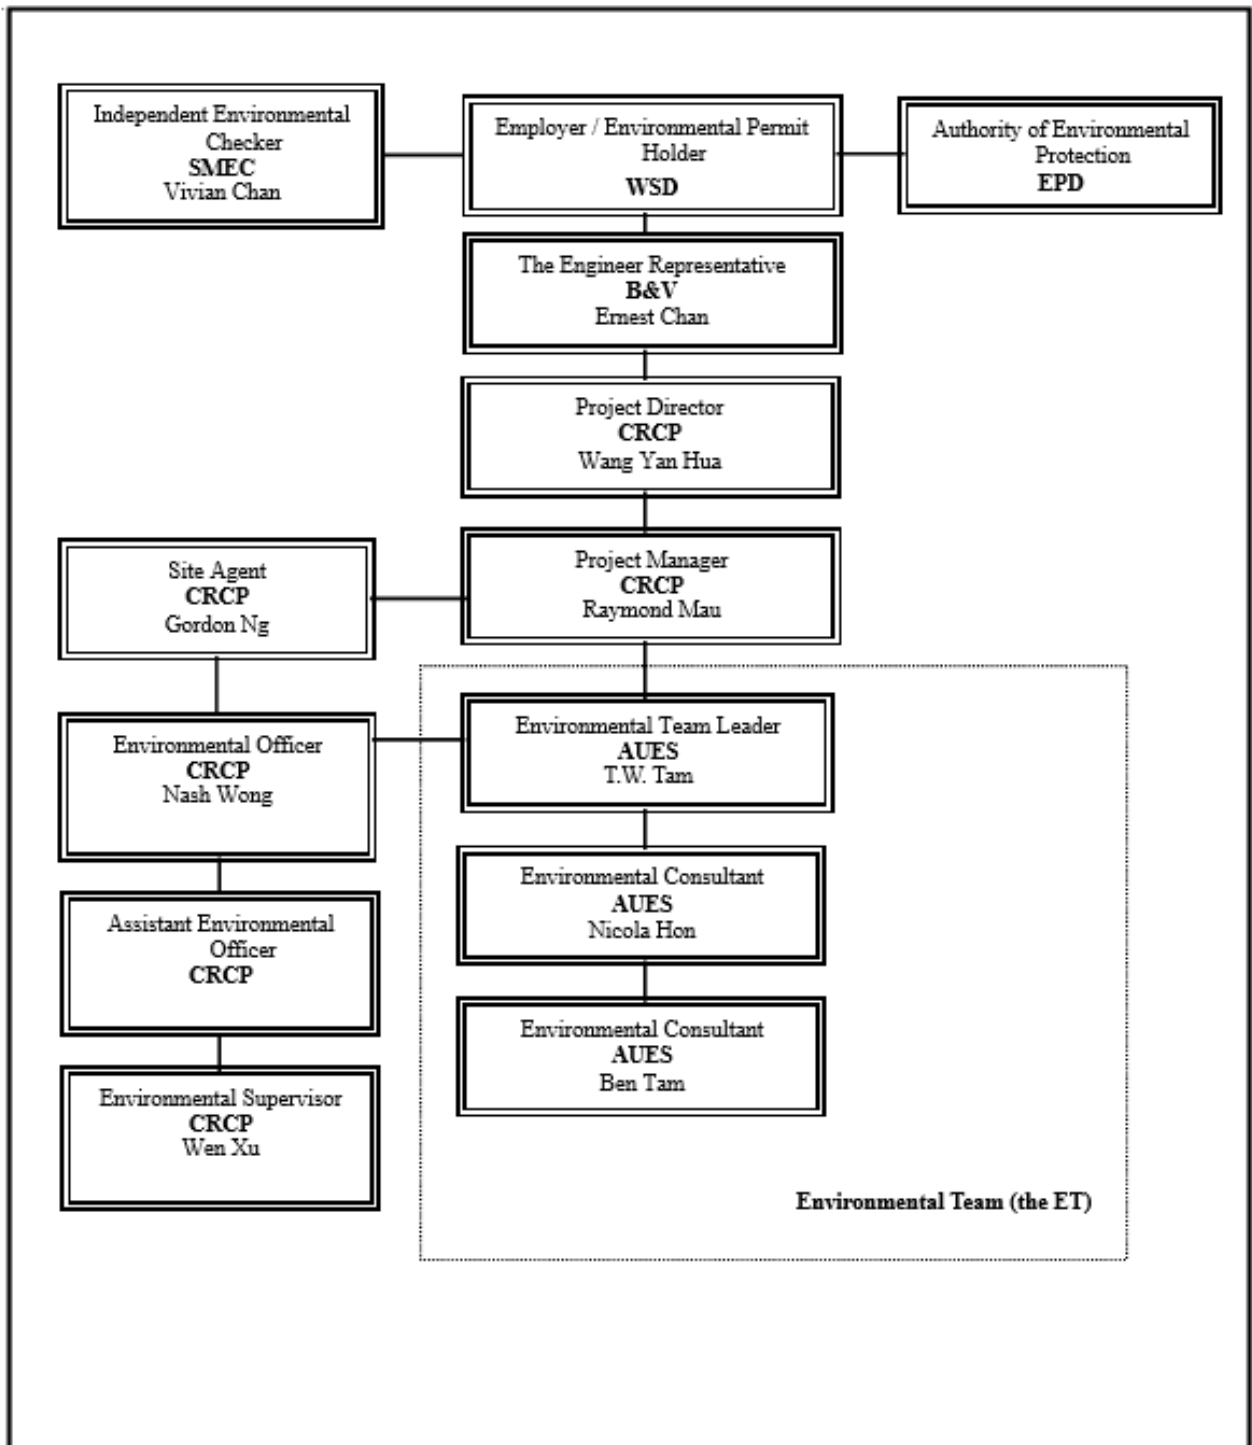 Independent Environmental
Checker
SMEC
Vivian Chan
Employer / Environmental Permit
Holder
WSD
Authority of Environmental
Protection
EPD
The Engineer Representative
B&V
Ernest Chan
Project Director
CRCP
Wang Yan Hua
Project Manager
CRCP
Raymond Mau
Site Agent
CRCP
Gordon Ng
Environmental Team Leader
AUES
T.W. Tam
Environmental Officer
CRCP
Nash Wong
Environmental Consultant
AUES
Nicola Hon
Assistant Environmental
Officer
CRCP
Environmental Consultant
AUES
Ben Tam
Environmental Supervisor
CRCP
Wen Xu
Environmental Team (the ET)